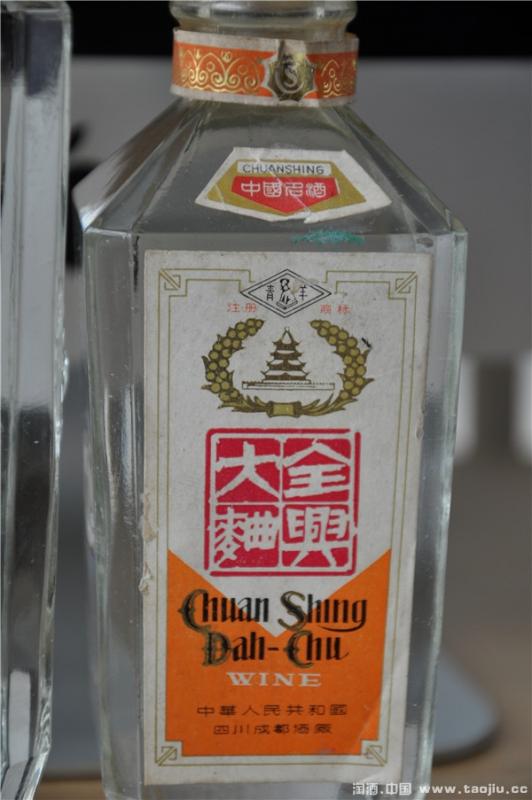 CHUANSHING
中國名酒
青羊
注册 商标
全興
大麯
Chuan Shing
Dah-Chu
WINE
中華人民共和國
四川成都酒廠
淘酒.中国 www.taojiu.cc